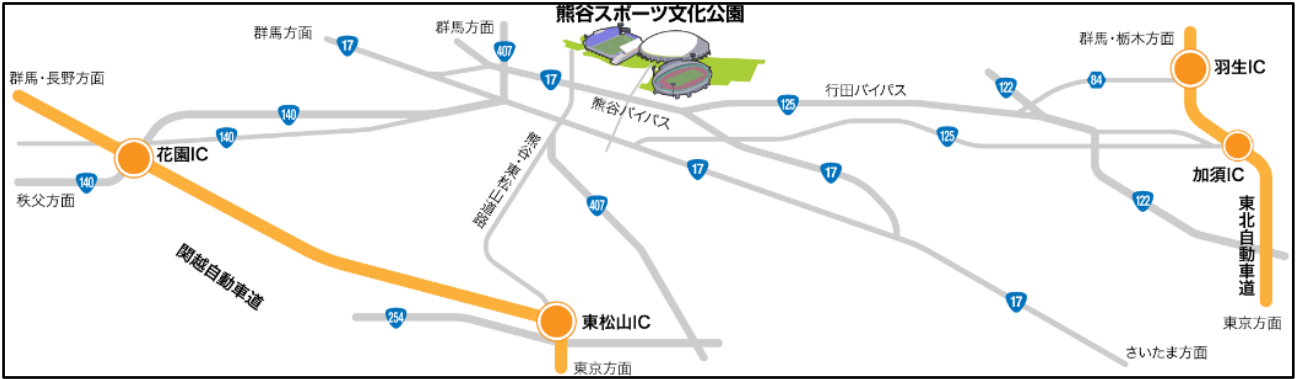 熊谷スポーツ文化公園
群馬方面
群馬方面
群馬・栃木方面
17
407
17
羽生IC
群馬・長野方面
行田バイパス
122
84
140
熊谷バイパス
125
140
125
花園IC
熊谷・東松山道路
17
17
加須IC
140
秩父方面
407
122
東北自動車道
関越自動車道
17
254
東松山IC
東京方面
さいたま方面
東京方面